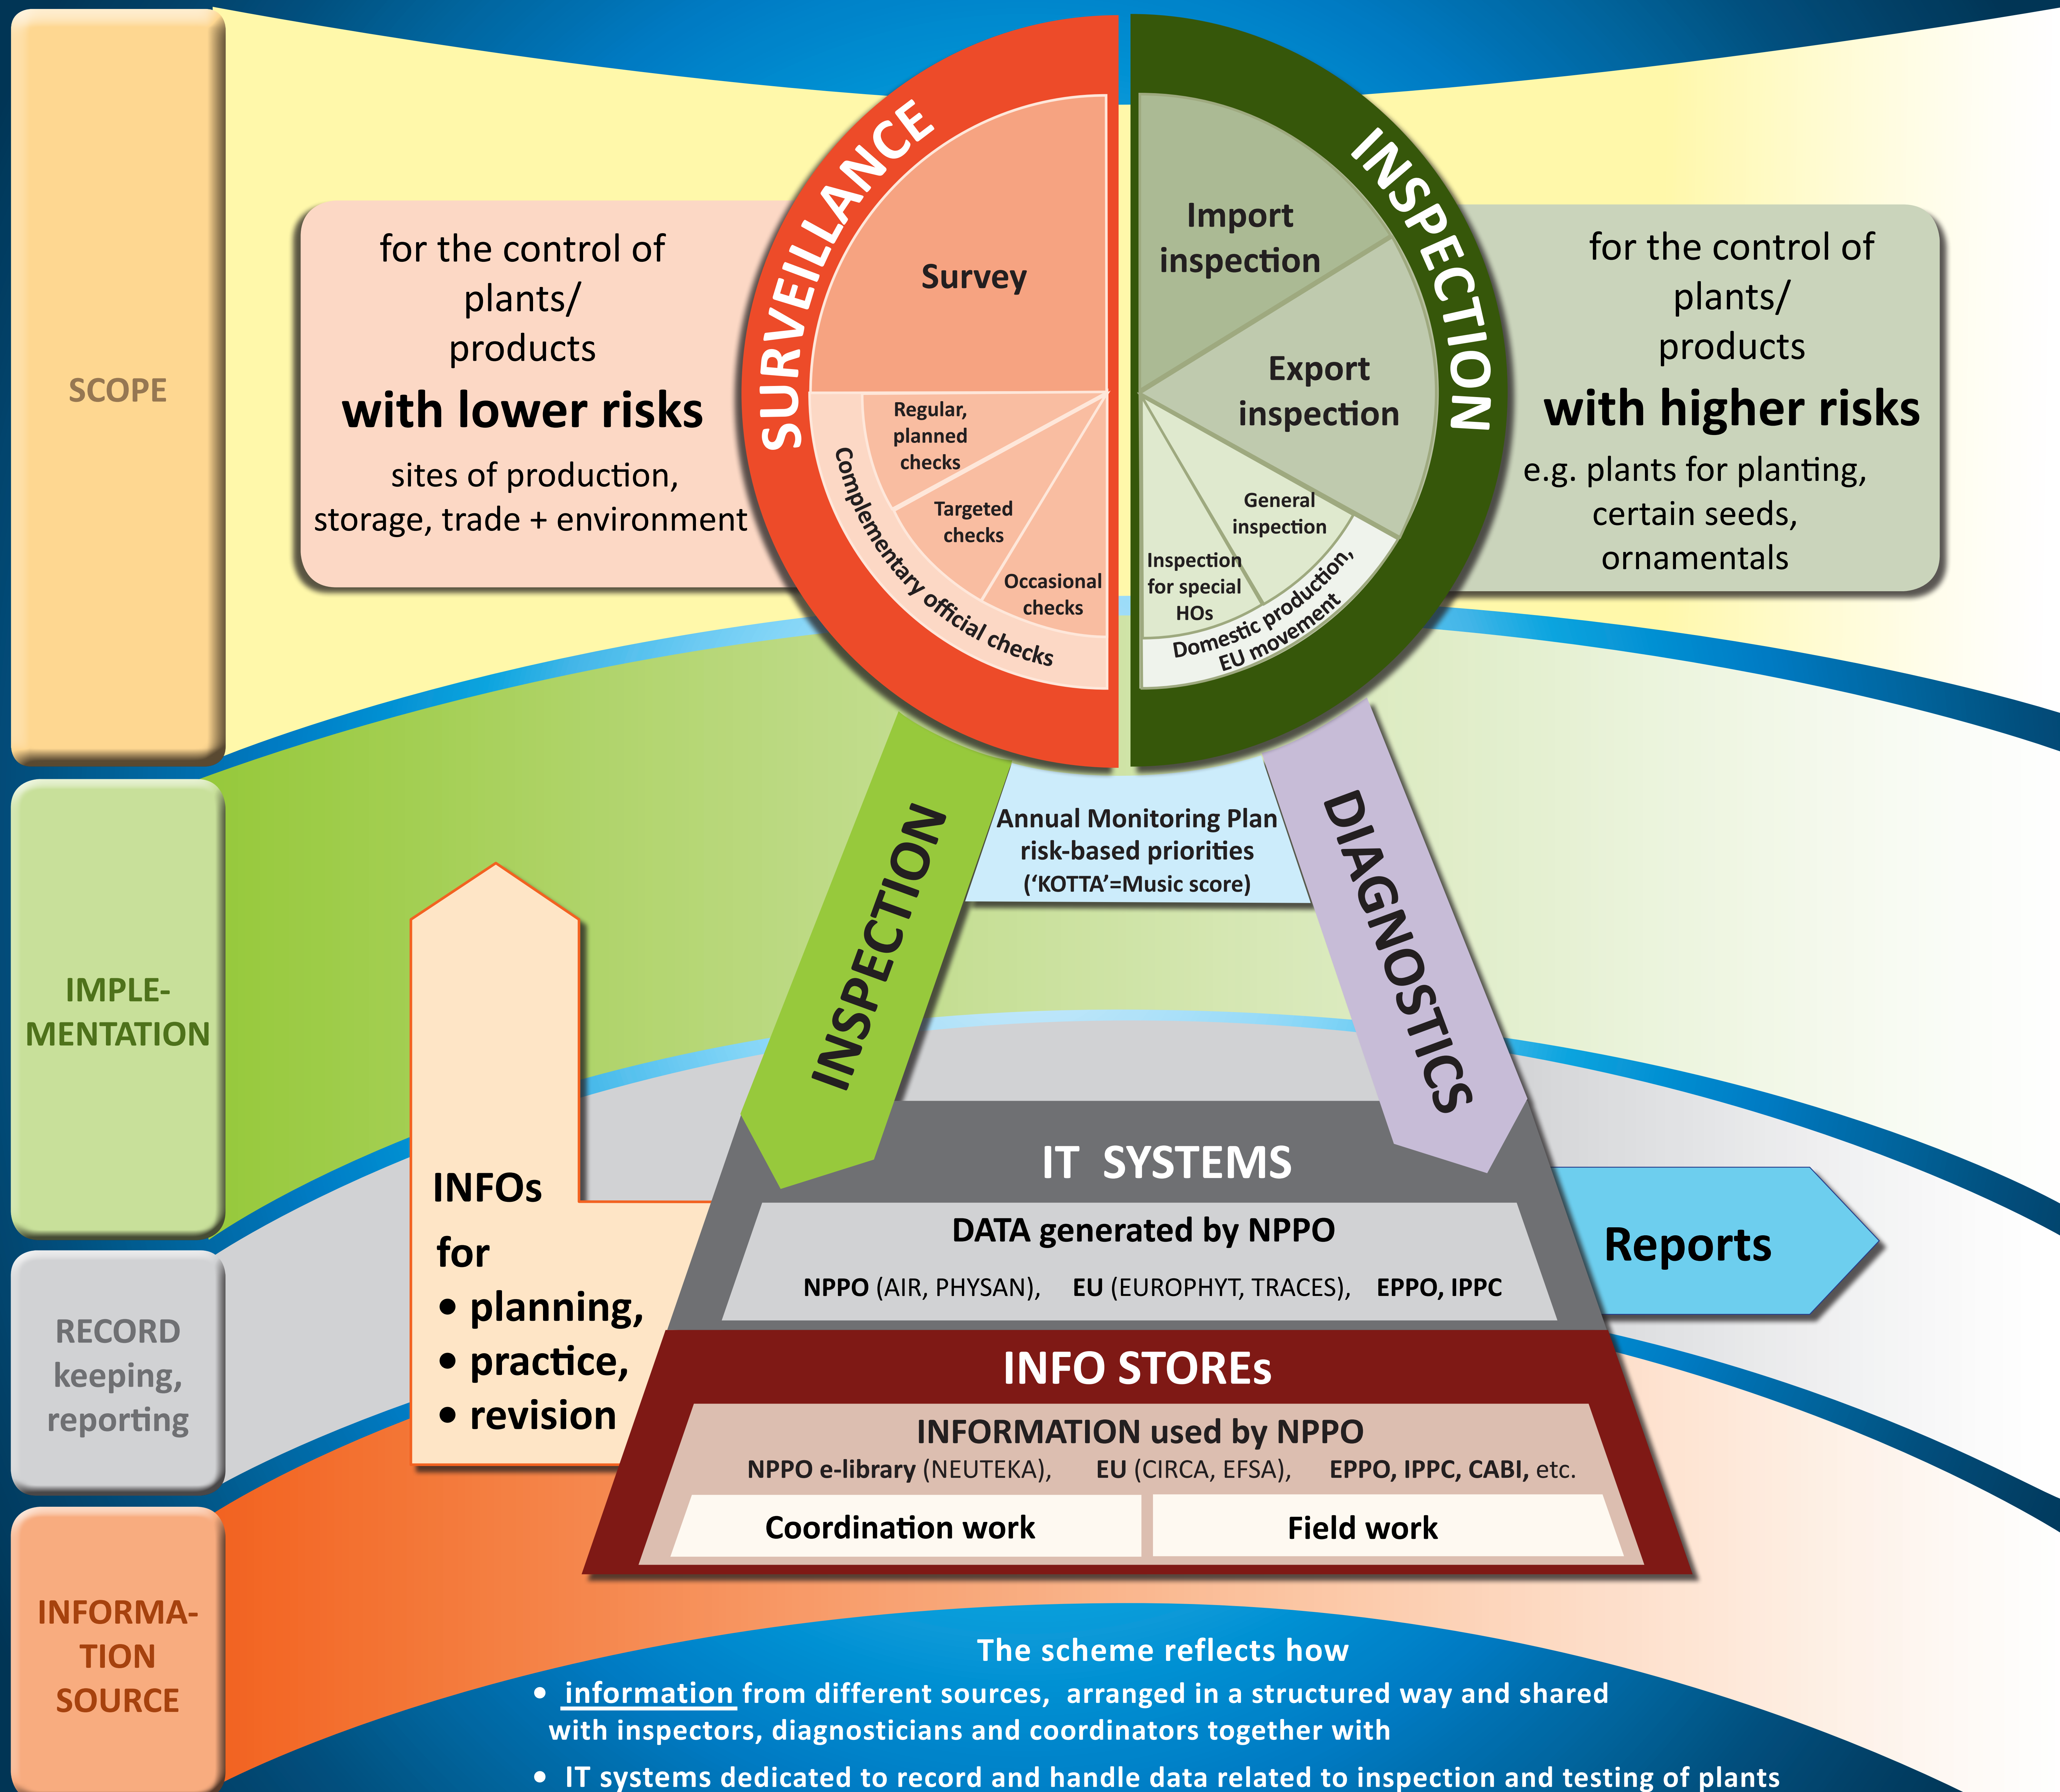 SCOPE
for the control of
plants/
products
with lower risks
sites of production,
storage, trade + environment
SURVEILLANCE
Survey
Regular,
planned
checks
Targeted
checks
Occasional
checks
Complementary official checks
INSPECTION
Import
inspection
Export
inspection
General
inspection
Inspection
for special
HOs
Domestic production,
EU movement
for the control of
plants/
products
with higher risks
e.g. plants for planting,
certain seeds,
ornamentals
IMPLE-
MENTATION
INSPECTION
Annual Monitoring Plan
risk-based priorities
(‘KOTTA’=Music score)
DIAGNOSTICS
RECORD
keeping,
reporting
INFOs
for
• planning,
• practice,
• revision
IT SYSTEMS
DATA generated by NPPO
NPPO (AIR, PHYSAN), EU (EUROPHYT, TRACES), EPPO, IPPC
Reports
INFORMA-
TION
SOURCE
INFO STOREs
INFORMATION used by NPPO
NPPO e-library (NEUTEKA), EU (CIRCA, EFSA), EPPO, IPPC, CABI, etc.
Coordination work
Field work
The scheme reflects how
• information from different sources, arranged in a structured way and shared
with inspectors, diagnosticians and coordinators together with
• IT systems dedicated to record and handle data related to inspection and testing of plants